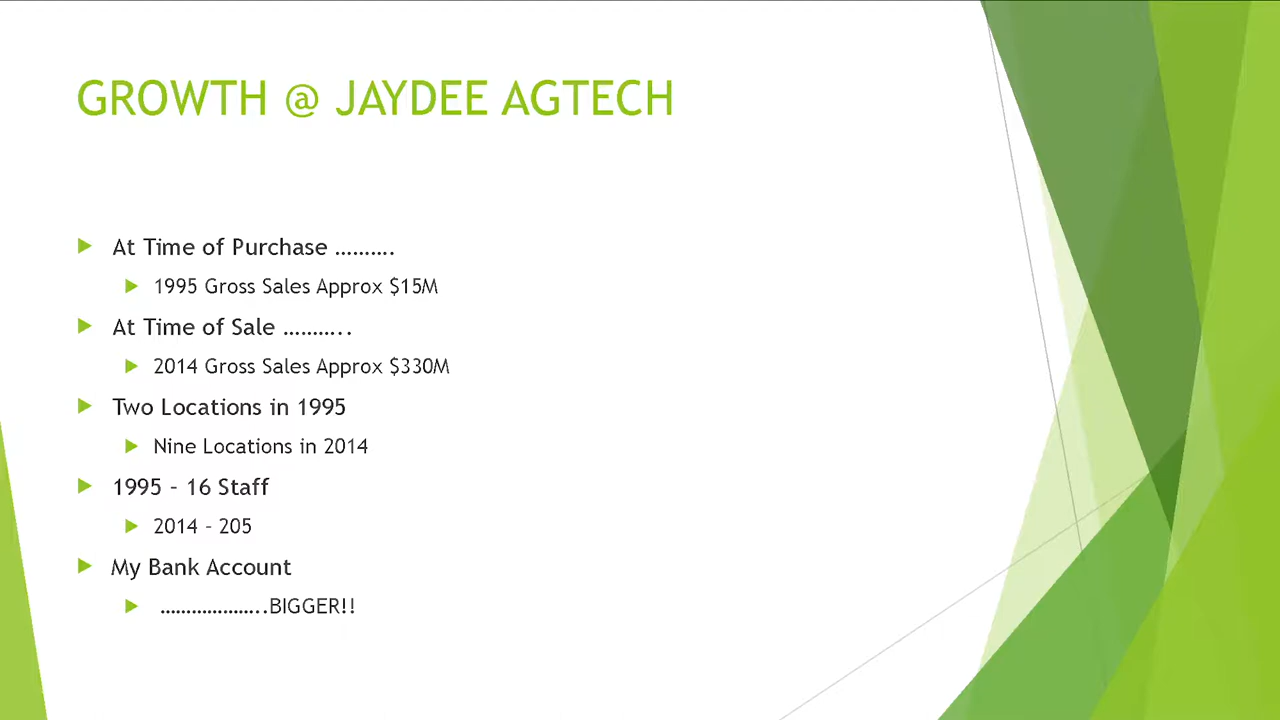 GROWTH @ JAYDEE AGTECH
At Time of Purchase ……….
1995 Gross Sales Approx $15M
At Time of Sale ………..
2014 Gross Sales Approx $330M
Two Locations in 1995
Nine Locations in 2014
1995 – 16 Staff
2014 – 205
My Bank Account
…………………..BIGGER!!